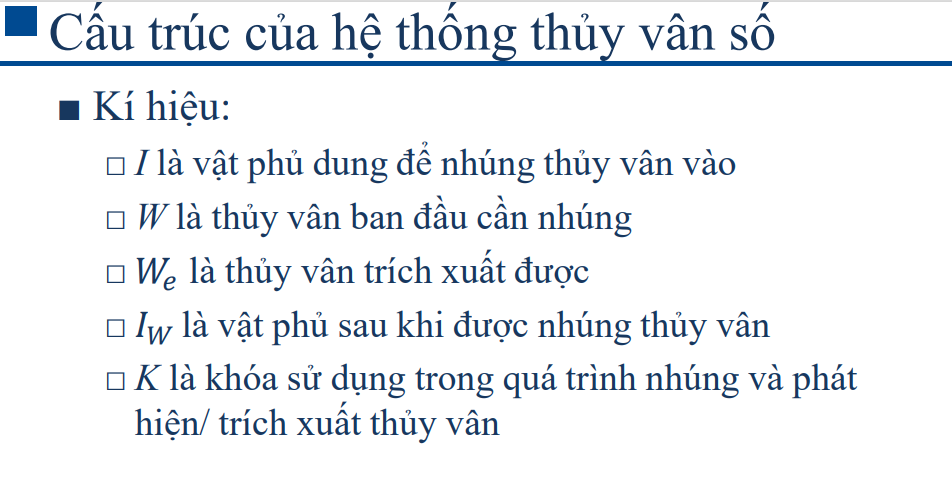 Cấu trúc của hệ thống thủy vân số
Kí hiệu:
I là vật phủ dung để nhúng thủy vân vào
W là thủy vân ban đầu cần nhúng
Wₑ là thủy vân trích xuất được
I_W là vật phủ sau khi được nhúng thủy vân
K là khóa sử dụng trong quá trình nhúng và phát
hiện/ trích xuất thủy vân